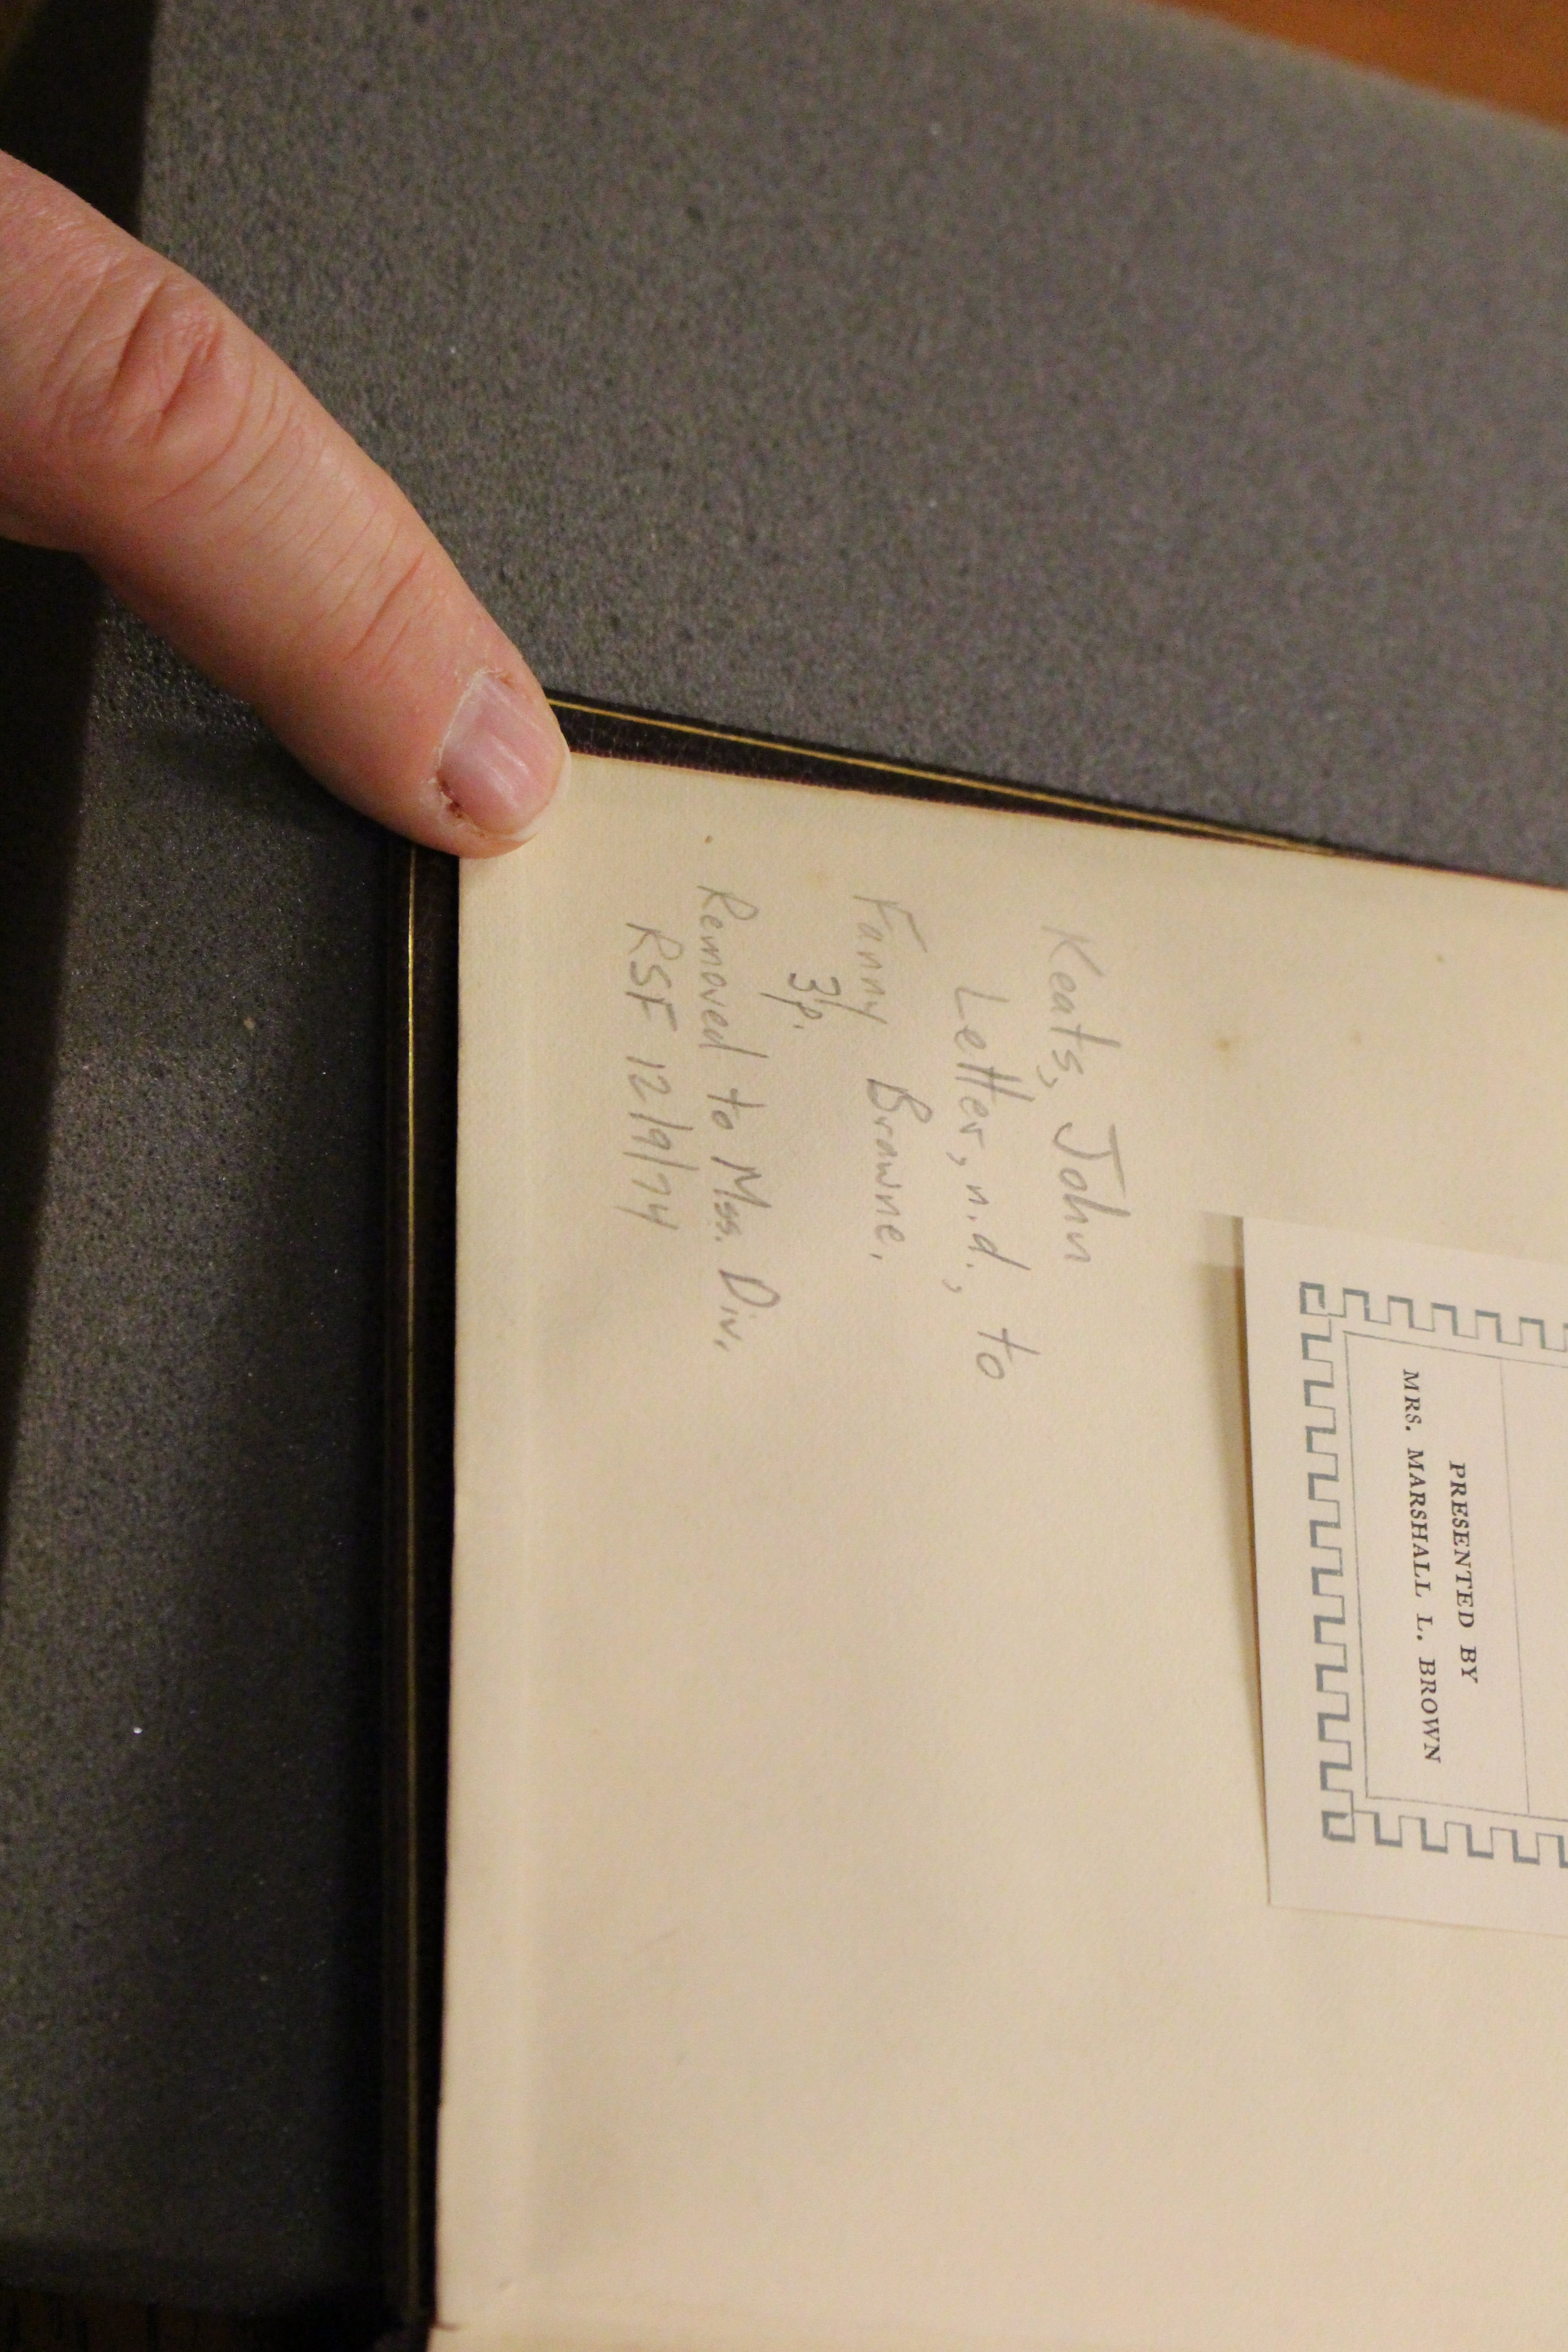 Keats, John
Letter, n.d., to
Fanny Brawne.
3p.
Removed to Mss. Div.
RSF 12/9/74
PRESENTED BY
MRS. MARSHALL L. BROWN